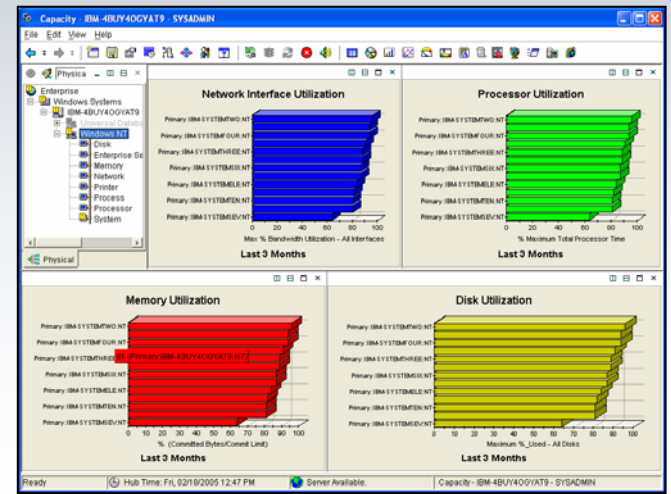 Capacity - IBM-4BUY4OGYAT9 - SYSADMIN
File Edit View Help
Physica
Enterprise
Windows Systems
IBM-4BUY4OGYAT9
Universal Databa
Windows NT
Disk
Enterprise Se
Memory
Network
Printer
Process
Processor
System
Physical
Network Interface Utilization
Primary:IBM-SYSTEMTWO:NT
Primary:IBM-SYSTEMFOUR:NT
Primary:IBM-SYSTEMTHREE:NT
Primary:IBM-SYSTEMSIX:NT
Primary:IBM-SYSTEMELE:NT
Primary:IBM-SYSTEMTEN:NT
Primary:IBM-SYSTEMSEV:NT
0 20 40 60 80 100
Max % Bandwidth Utilization - All Interfaces
Last 3 Months
Processor Utilization
Primary:IBM-SYSTEMTWO:NT
Primary:IBM-SYSTEMFOUR:NT
Primary:IBM-SYSTEMTHREE:NT
Primary:IBM-SYSTEMSIX:NT
Primary:IBM-SYSTEMELE:NT
Primary:IBM-SYSTEMTEN:NT
Primary:IBM-SYSTEMSEV:NT
0 20 40 60 80 100
% Maximum Total Processor Time
Last 3 Months
Memory Utilization
Primary:IBM-SYSTEMTWO:NT
Primary:IBM-SYSTEMFOUR:NT
Primary:IBM-SYSTEMTHREE
(Primary:IBM-4BUY4OGYAT9:NT)
Primary:IBM-SYSTEMSIX:NT
Primary:IBM-SYSTEMELE:NT
Primary:IBM-SYSTEMTEN:NT
Primary:IBM-SYSTEMSEV:NT
0 10 20 30 40 50 60 70 80 90 100
% (Committed Bytes/Commit Limit)
Last 3 Months
Disk Utilization
Primary:IBM-SYSTEMTWO:NT
Primary:IBM-SYSTEMFOUR:NT
Primary:IBM-SYSTEMTHREE:NT
Primary:IBM-SYSTEMSIX:NT
Primary:IBM-SYSTEMELE:NT
Primary:IBM-SYSTEMTEN:NT
Primary:IBM-SYSTEMSEV:NT
0 10 20 30 40 50 60 70 80 90 100
Maximum %_Used - All Disks
Last 3 Months
Ready
Hub Time: Fri, 02/18/2005 12:47 PM
Server Available.
Capacity - IBM-4BUY4OGYAT9 - SYSADMIN